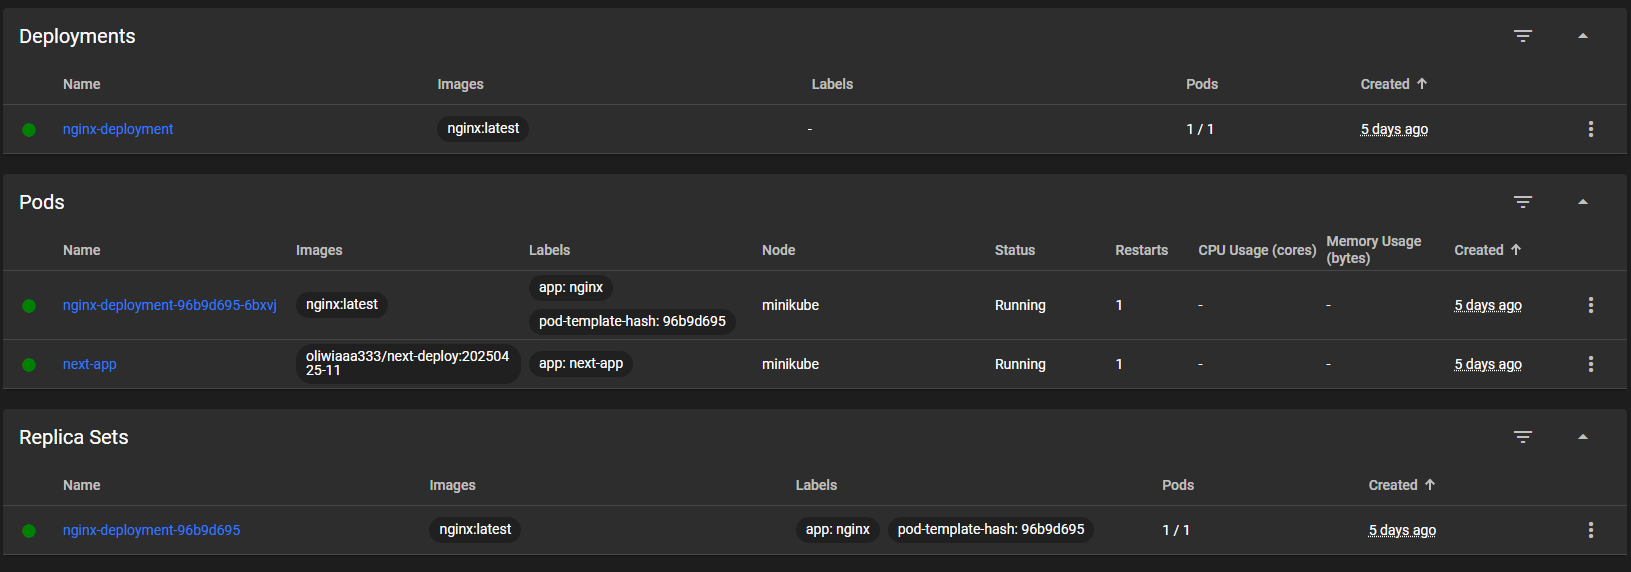 Deployments
Name Images Labels Pods Created
nginx-deployment nginx:latest - 1 / 1 5 days ago
Pods
Name Images Labels Node Status Restarts CPU Usage (cores) Memory Usage (bytes) Created
nginx-deployment-96b9d695-6bxvj nginx:latest app: nginx minikube Running 1 - - 5 days ago
pod-template-hash: 96b9d695
next-app oliwiaaa333/next-deploy:202504 app: next-app minikube Running 1 - - 5 days ago
25-11
Replica Sets
Name Images Labels Pods Created
nginx-deployment-96b9d695 nginx:latest app: nginx pod-template-hash: 96b9d695 1 / 1 5 days ago